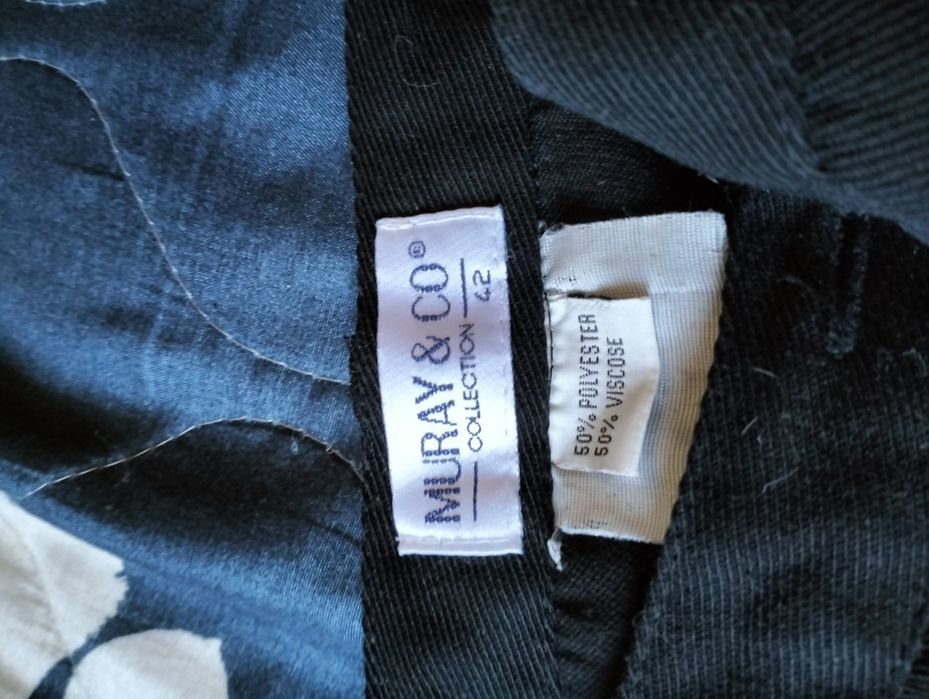 MURAY & CO®
COLLECTION
42
50% POLYESTER
50% VISCOSE